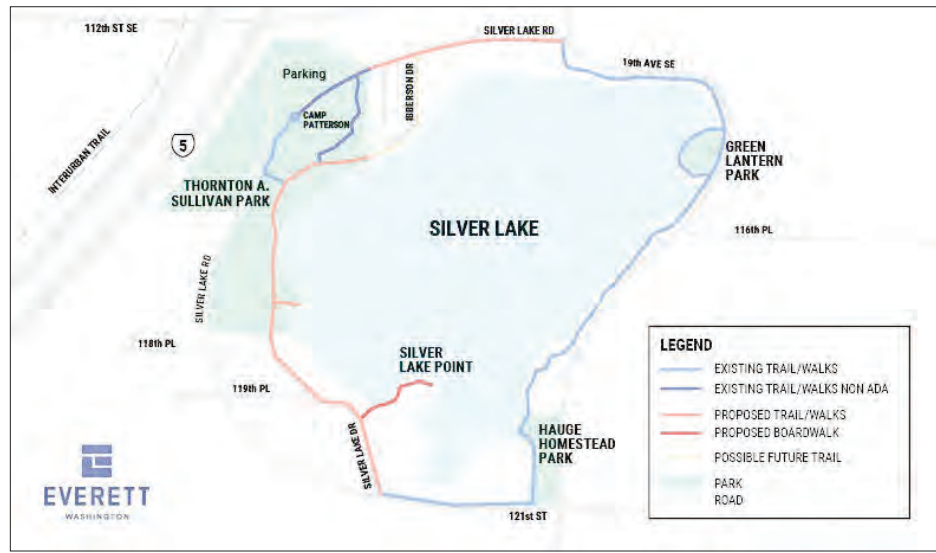 112th ST SE
SILVER LAKE RD
19th AVE SE
Parking
IBBERSON DR
CAMP
PATTERSON
INTERURBAN TRAIL
5
GREEN
LANTERN
PARK
THORNTON A.
SULLIVAN PARK
SILVER LAKE
116th PL
SILVER LAKE RD
118th PL
SILVER
LAKE POINT
119th PL
SILVER LAKE DR
HAUGE
HOMESTEAD
PARK
121st ST
LEGEND
EXISTING TRAIL/WALKS
EXISTING TRAIL/WALKS NON ADA
PROPOSED TRAIL/WALKS
PROPOSED BOARDWALK
POSSIBLE FUTURE TRAIL
PARK
ROAD
EVERETT
WASHINGTON